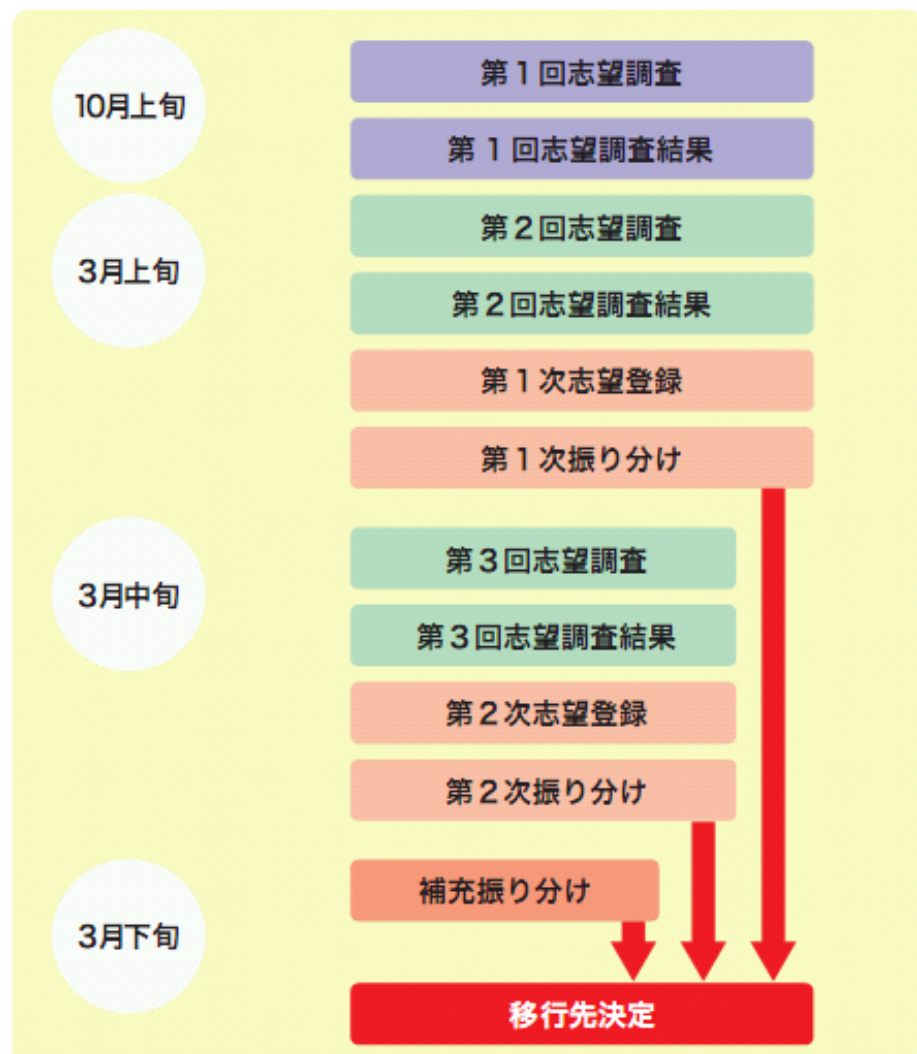 10月上旬
第1回志望調査
第1回志望調査結果
3月上旬
第2回志望調査
第2回志望調査結果
第1次志望登録
第1次振り分け
3月中旬
第3回志望調査
第3回志望調査結果
第2次志望登録
第2次振り分け
3月下旬
補充振り分け
移行先決定